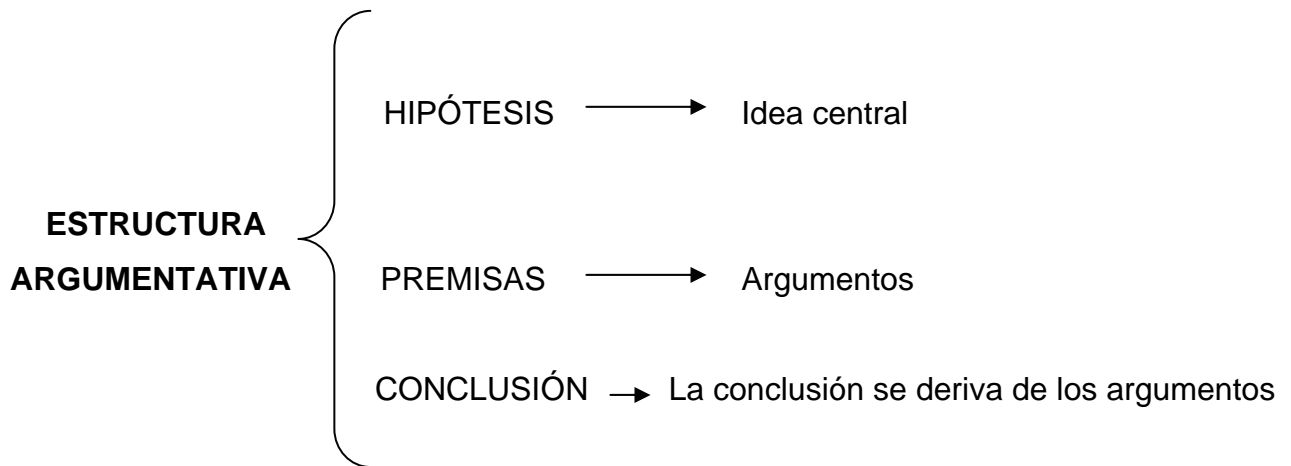 ESTRUCTURA
ARGUMENTATIVA
HIPÓTESIS Idea central
PREMISAS Argumentos
CONCLUSIÓN La conclusión se deriva de los argumentos